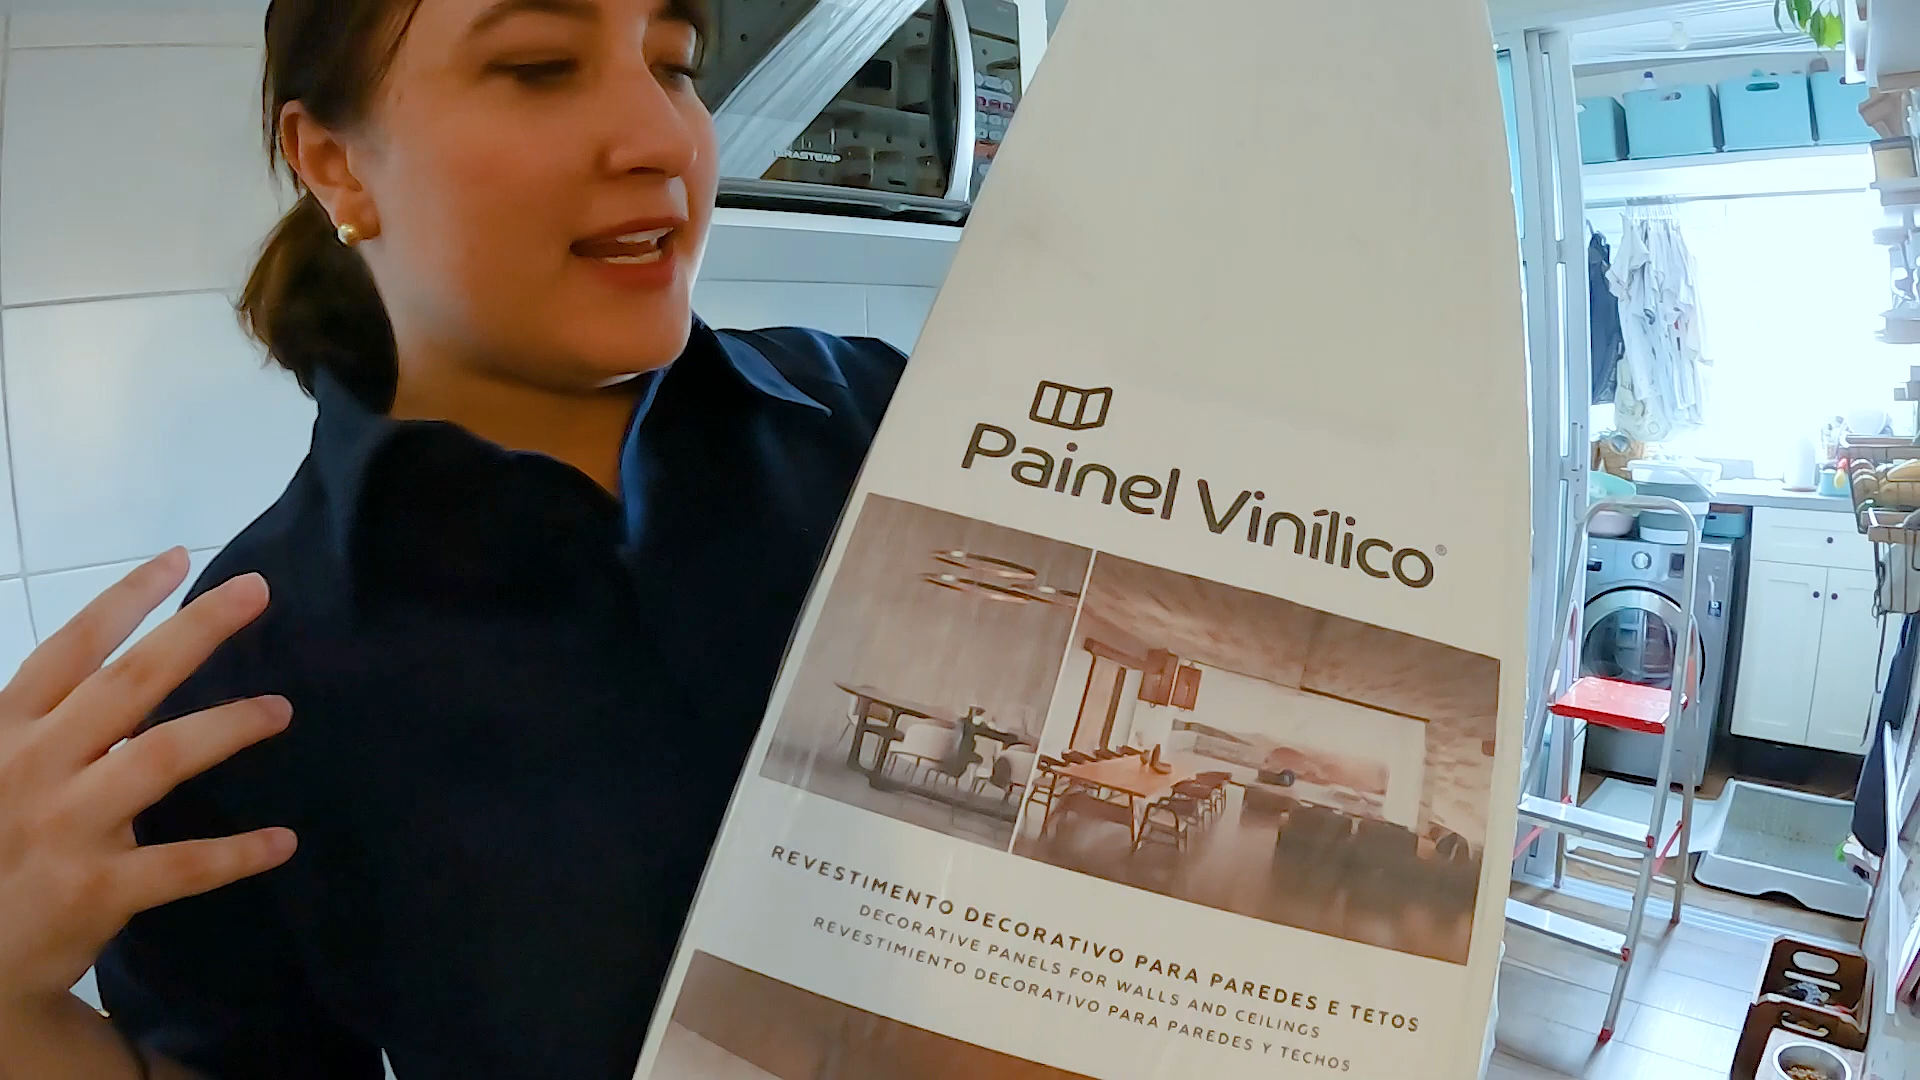 Painel Vinílico®
REVESTIMENTO DECORATIVO PARA PAREDES E TETOS
DECORATIVE PANELS FOR WALLS AND CEILINGS
REVESTIMIENTO DECORATIVO PARA PAREDES Y TECHOS